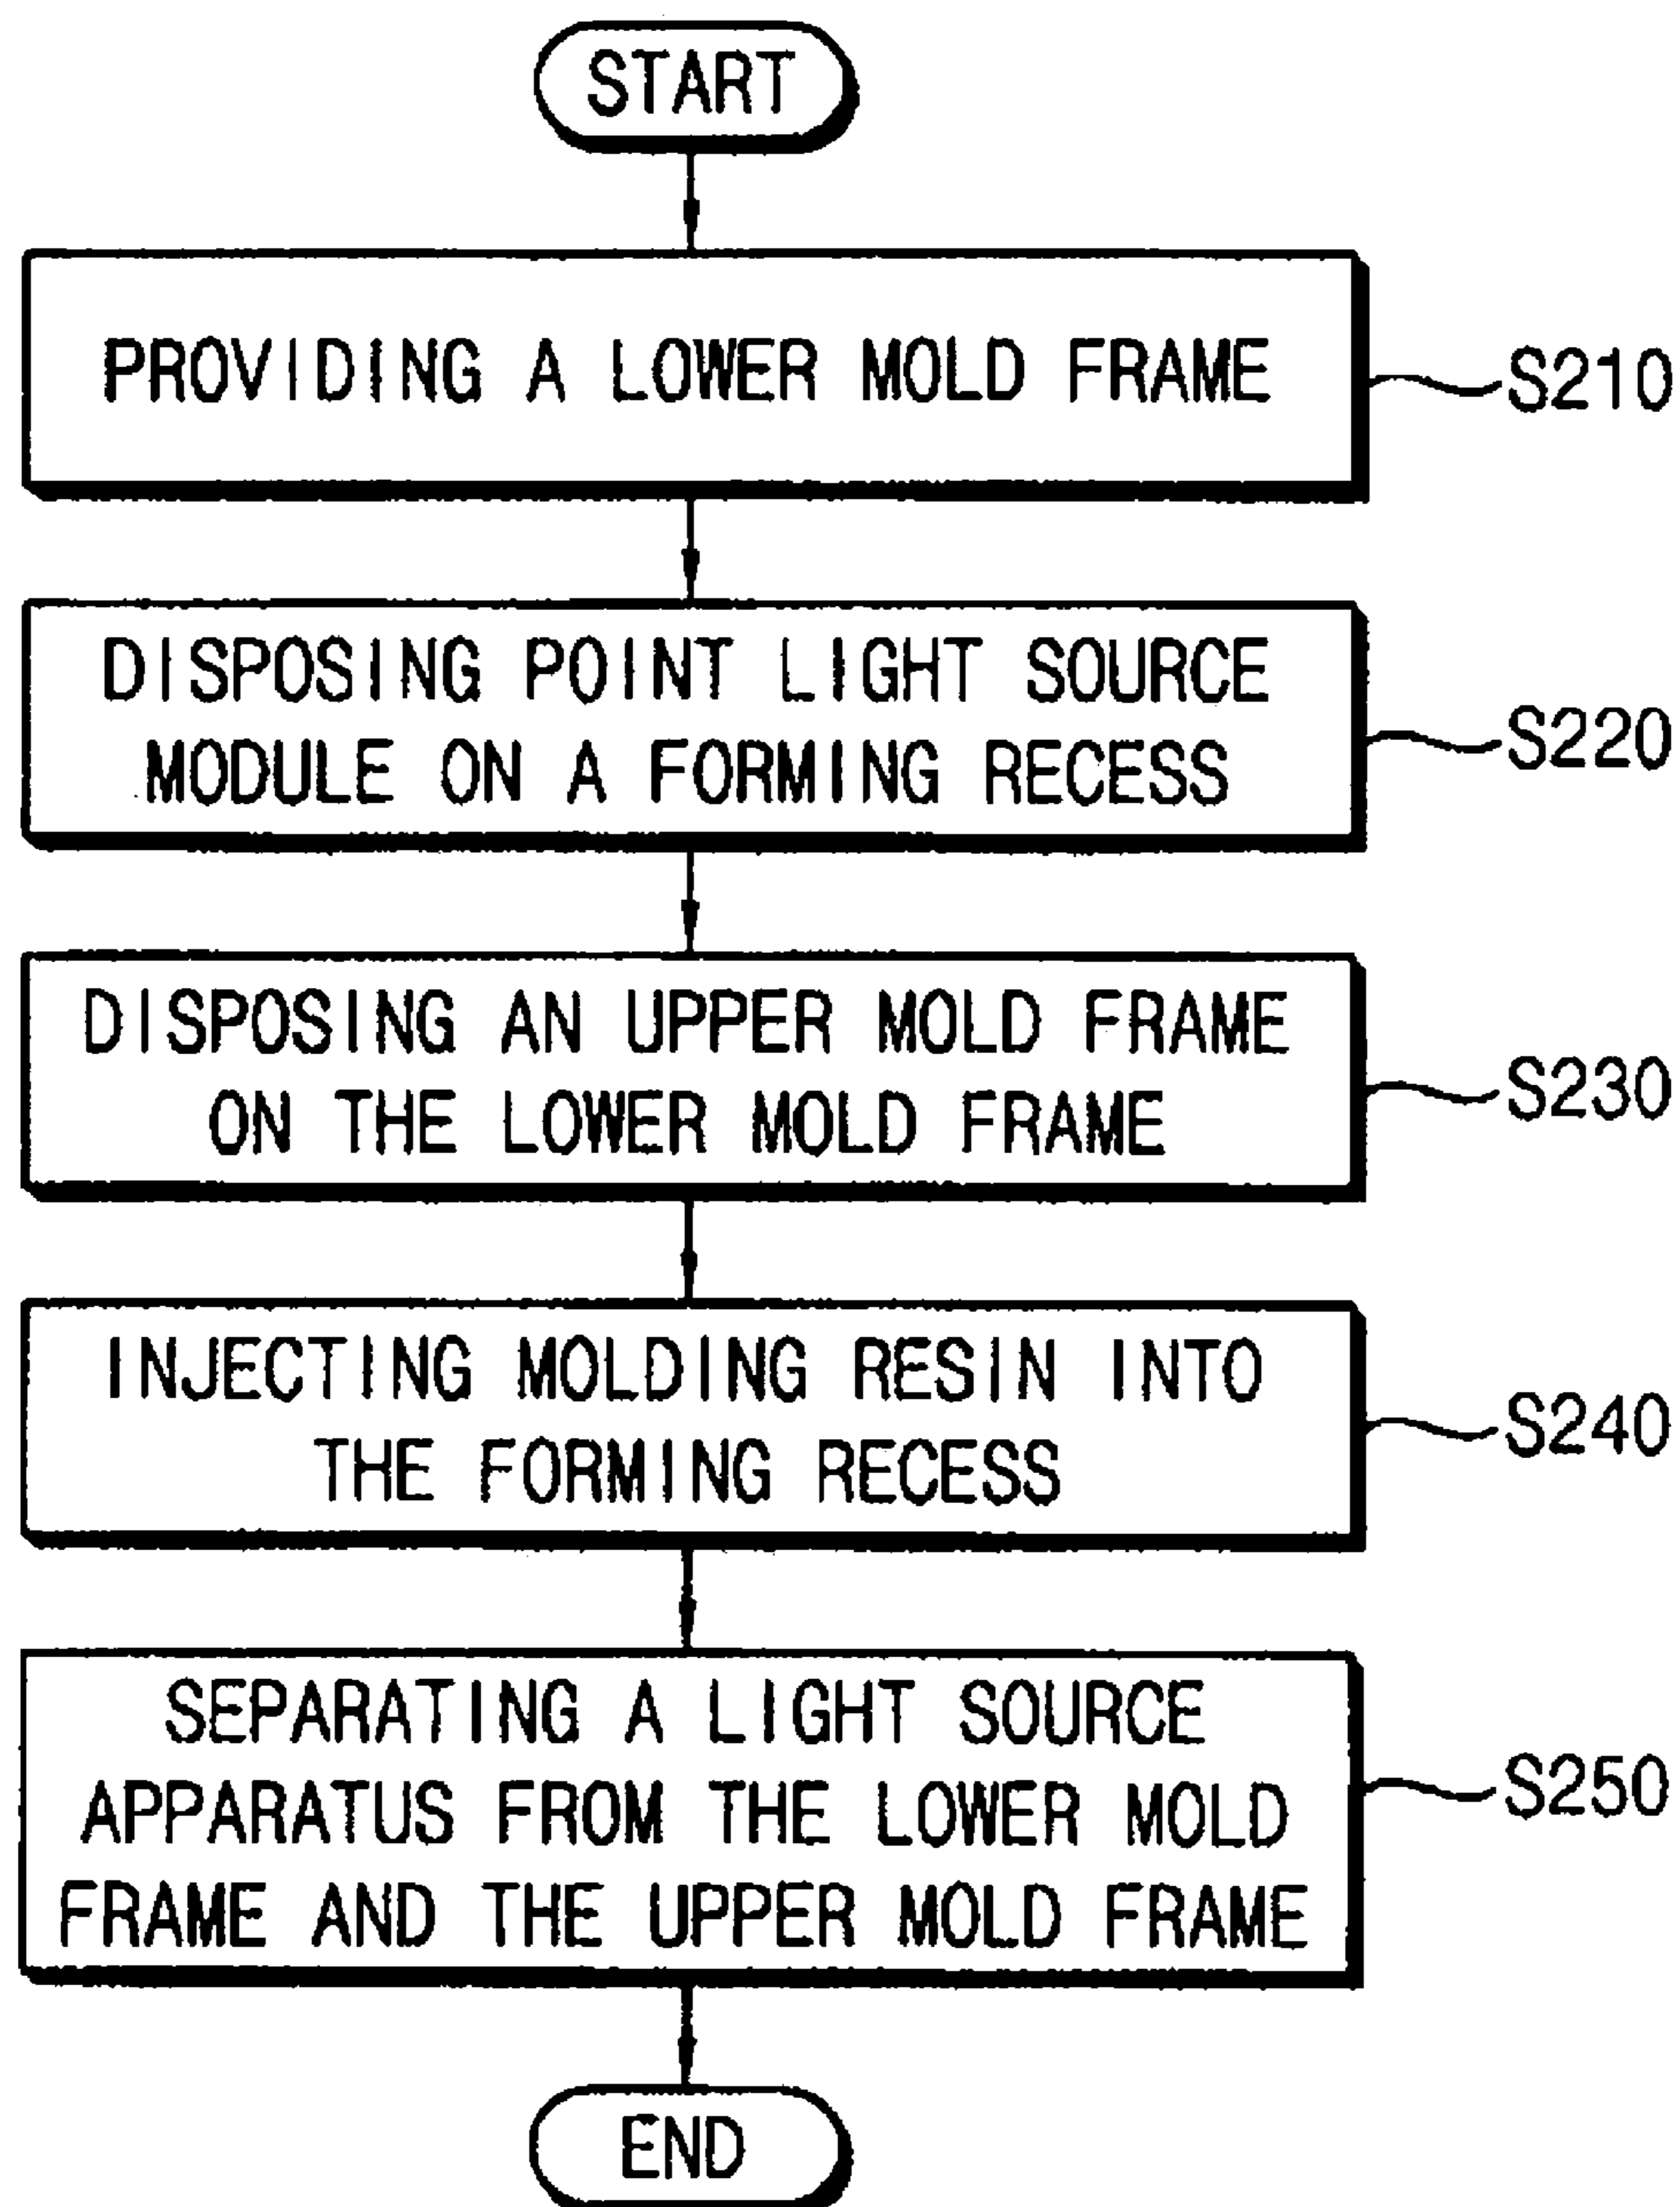 START
PROVIDING A LOWER MOLD FRAME
S210
DISPOSING POINT LIGHT SOURCE
MODULE ON A FORMING RECESS
S220
DISPOSING AN UPPER MOLD FRAME
ON THE LOWER MOLD FRAME
S230
INJECTING MOLDING RESIN INTO
THE FORMING RECESS
S240
SEPARATING A LIGHT SOURCE
APPARATUS FROM THE LOWER MOLD
FRAME AND THE UPPER MOLD FRAME
S250
END